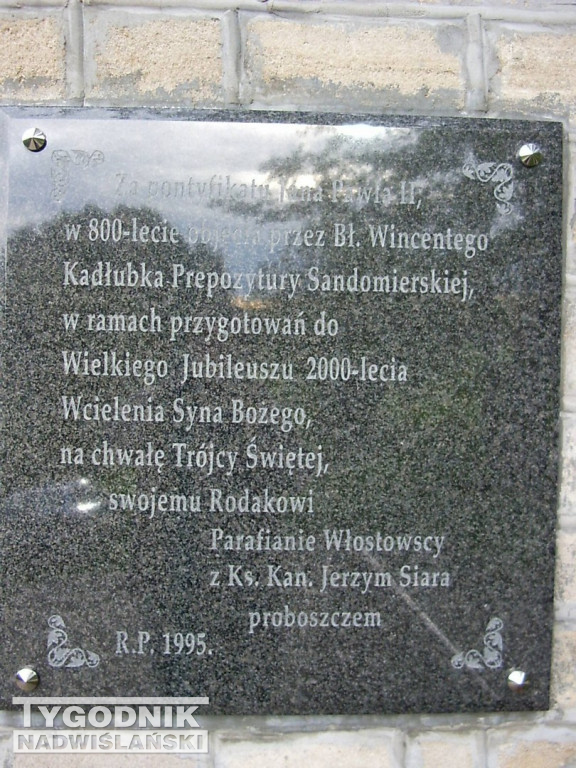 Za pontyfikatu Jana Pawła II,
w 800-lecie objęcia przez Bł. Wincentego
Kadłubka Prepozytury Sandomierskiej,
w ramach przygotowań do
Wielkiego Jubileuszu 2000-lecia
Wcielenia Syna Bożego,
na chwałę Trójcy Świętej,
swojemu Rodakowi
Parafianie Włostowscy
z Ks. Kan. Jerzym Siara
proboszczem
R.P. 1995.
TYGODNIK
NADWIŚLAŃSKI